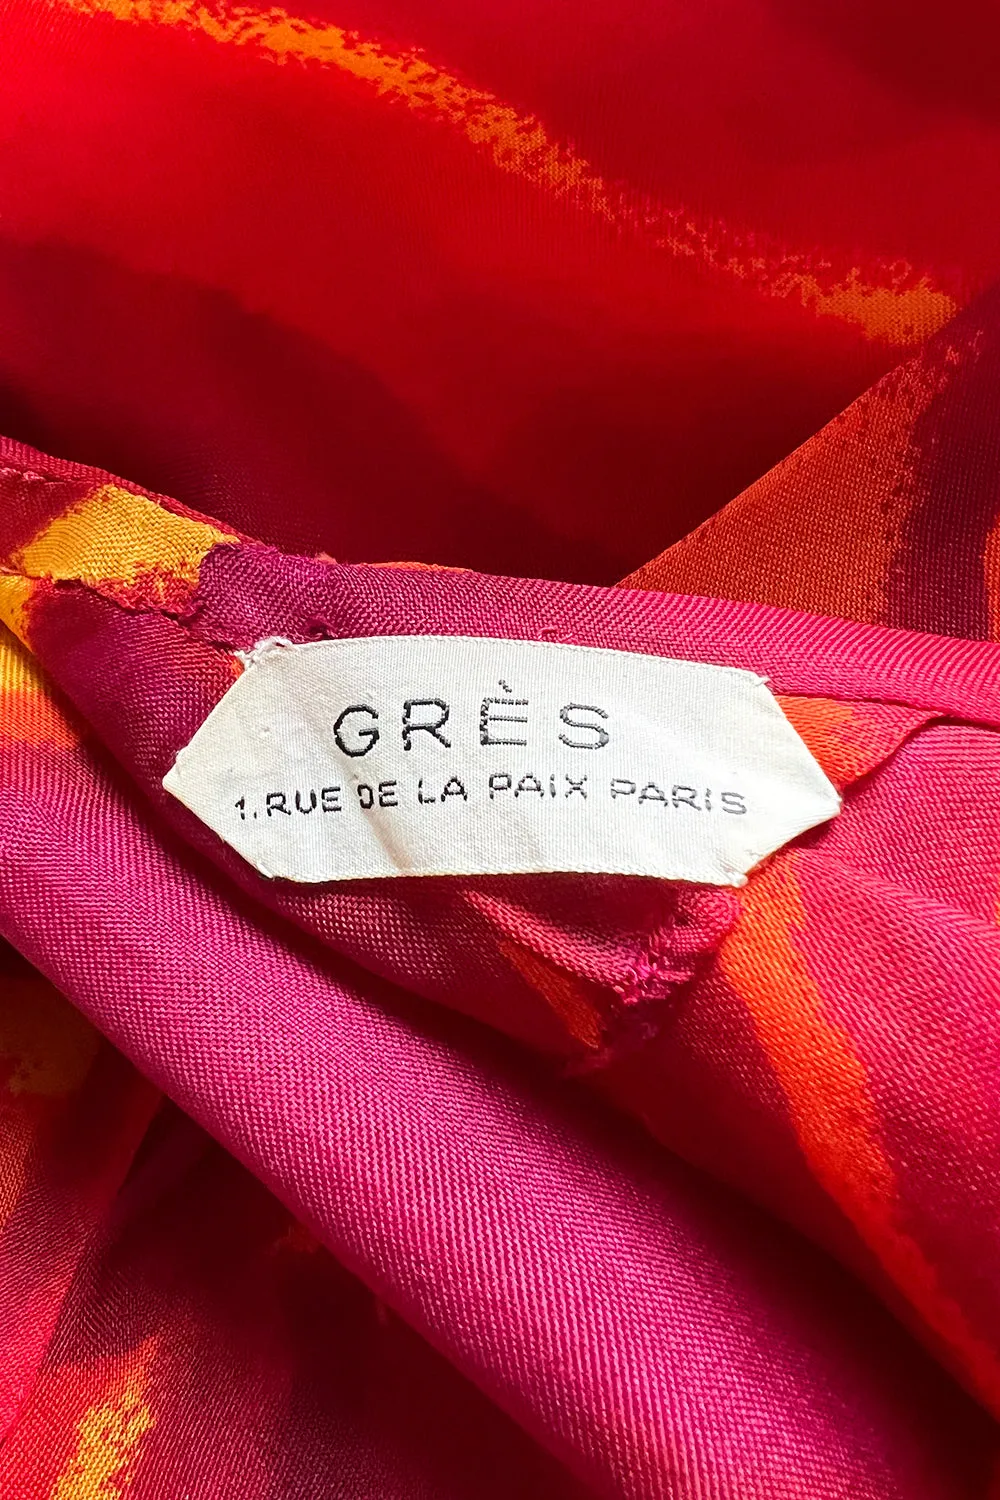 GRÈS
1, RUE DE LA PAIX PARIS